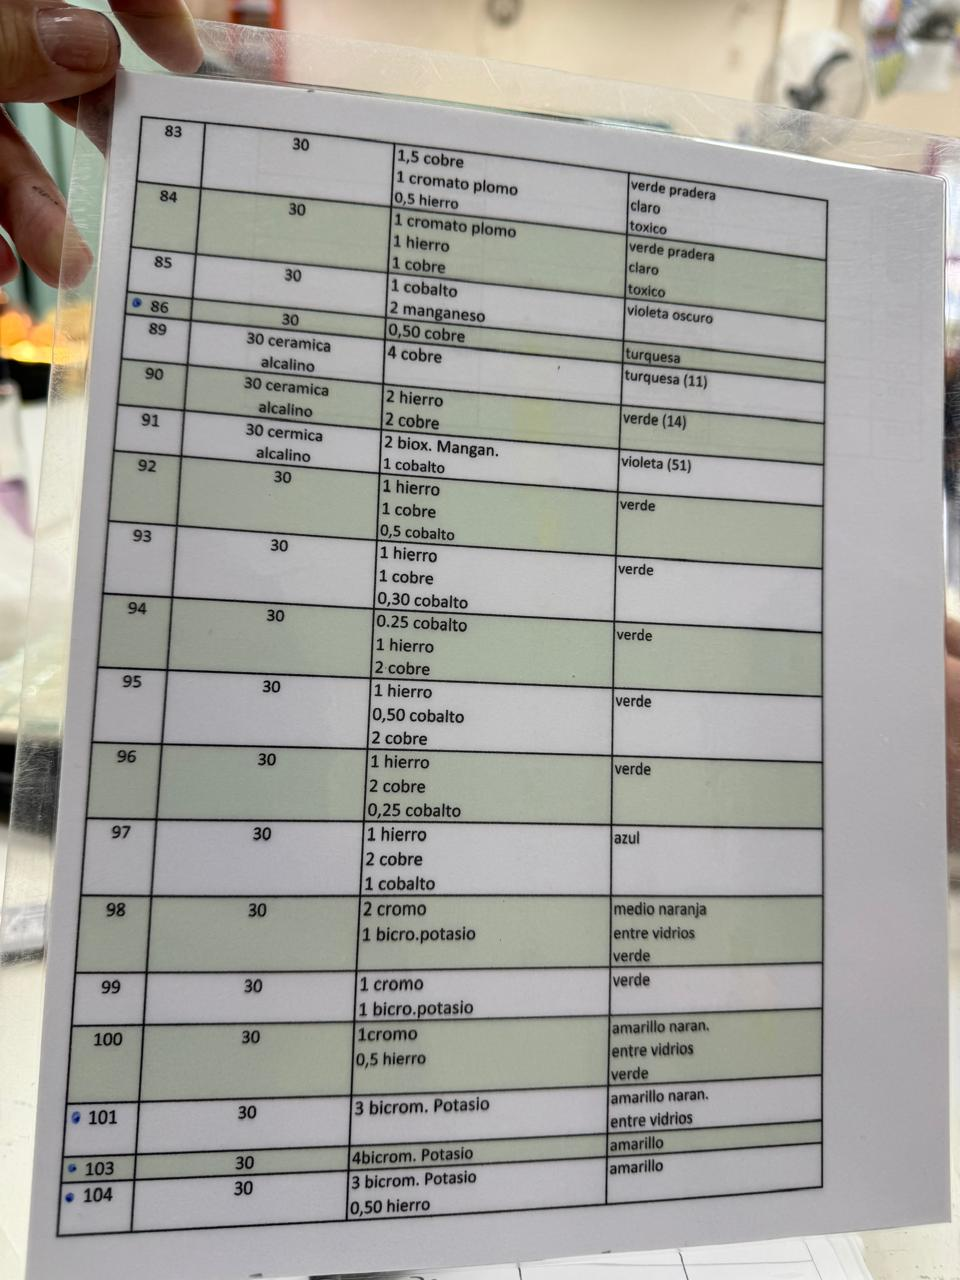 83 30 1,5 cobre verde pradera
1 cromato plomo claro
0,5 hierro toxico
84 30 1 cromato plomo verde pradera
1 hierro claro
1 cobre toxico
85 30 1 cobalto violeta oscuro
2 manganeso
86 30 0,50 cobre turquesa
89 30 ceramica 4 cobre turquesa (11)
alcalino
90 30 ceramica 2 hierro verde (14)
alcalino 2 cobre
91 30 cermica 2 biox. Mangan. violeta (51)
alcalino 1 cobalto
92 30 1 hierro verde
1 cobre
0,5 cobalto
93 30 1 hierro verde
1 cobre
0,30 cobalto
94 30 0.25 cobalto verde
1 hierro
2 cobre
95 30 1 hierro verde
0,50 cobalto
2 cobre
96 30 1 hierro verde
2 cobre
0,25 cobalto
97 30 1 hierro azul
2 cobre
1 cobalto
98 30 2 cromo medio naranja
1 bicro.potasio entre vidrios
verde
99 30 1 cromo verde
1 bicro.potasio
100 30 1cromo amarillo naran.
0,5 hierro entre vidrios
verde
101 30 3 bicrom. Potasio amarillo naran.
entre vidrios
103 30 4bicrom. Potasio amarillo
104 30 3 bicrom. Potasio amarillo
0,50 hierro